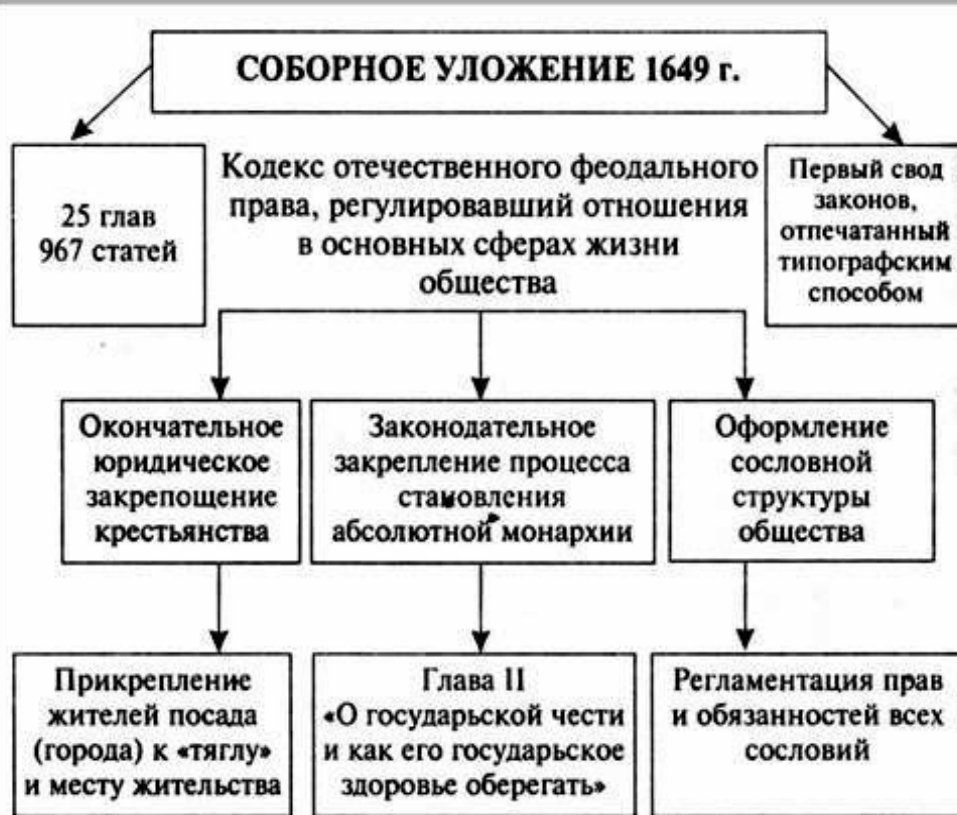 СОБОРНОЕ УЛОЖЕНИЕ 1649 г.
25 глав
967 статей
Кодекс отечественного феодального
права, регулировавший отношения
в основных сферах жизни
общества
Первый свод
законов,
отпечатанный
типографским
способом
Окончательное
юридическое
закрепощение
крестьянства
Законодательное
закрепление процесса
становления
абсолютной монархии
Оформление
сословной
структуры
общества
Прикрепление
жителей посада
(города) к «тяглу»
и месту жительства
Глава II
«О государьской чести
и как его государьское
здоровье оберегать»
Регламентация прав
и обязанностей всех
сословий